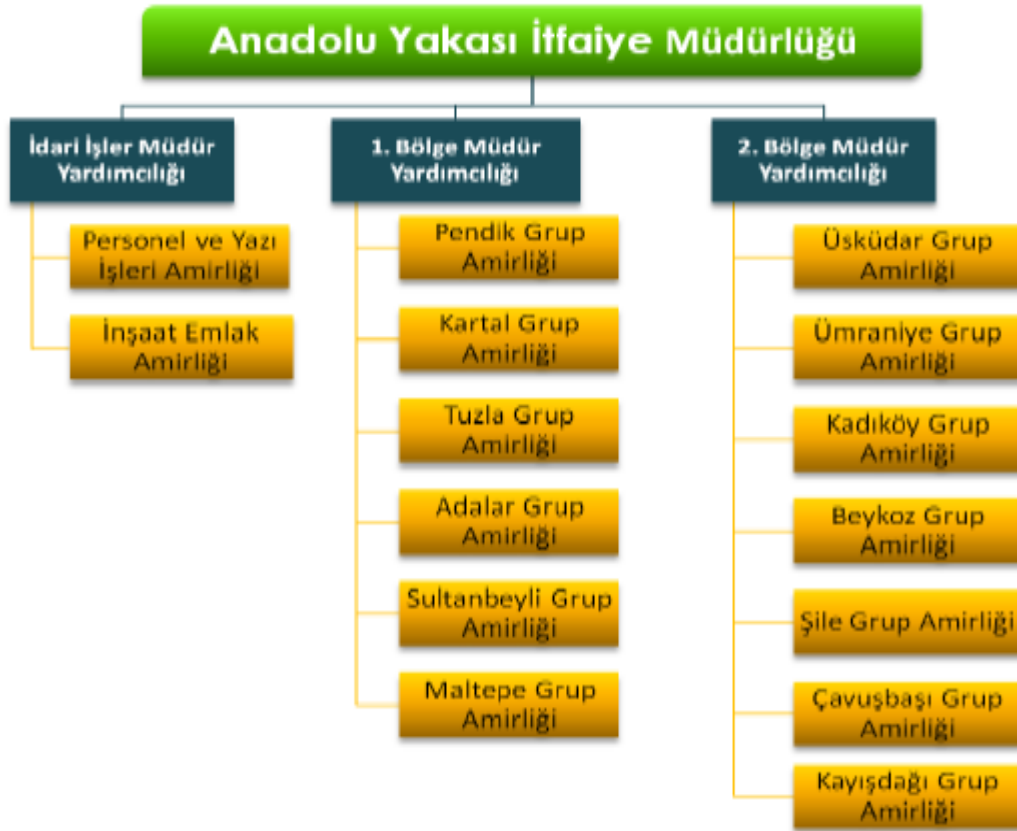 Anadolu Yakası İtfaiye Müdürlüğü
İdari İşler Müdür
Yardımcılığı
Personel ve Yazı
İşleri Amirliği
İnşaat Emlak
Amirliği
1. Bölge Müdür
Yardımcılığı
Pendik Grup
Amirliği
Kartal Grup
Amirliği
Tuzla Grup
Amirliği
Adalar Grup
Amirliği
Sultanbeyli Grup
Amirliği
Maltepe Grup
Amirliği
2. Bölge Müdür
Yardımcılığı
Üsküdar Grup
Amirliği
Ümraniye Grup
Amirliği
Kadıköy Grup
Amirliği
Beykoz Grup
Amirliği
Şile Grup Amirliği
Çavuşbaşı Grup
Amirliği
Kayışdağı Grup
Amirliği